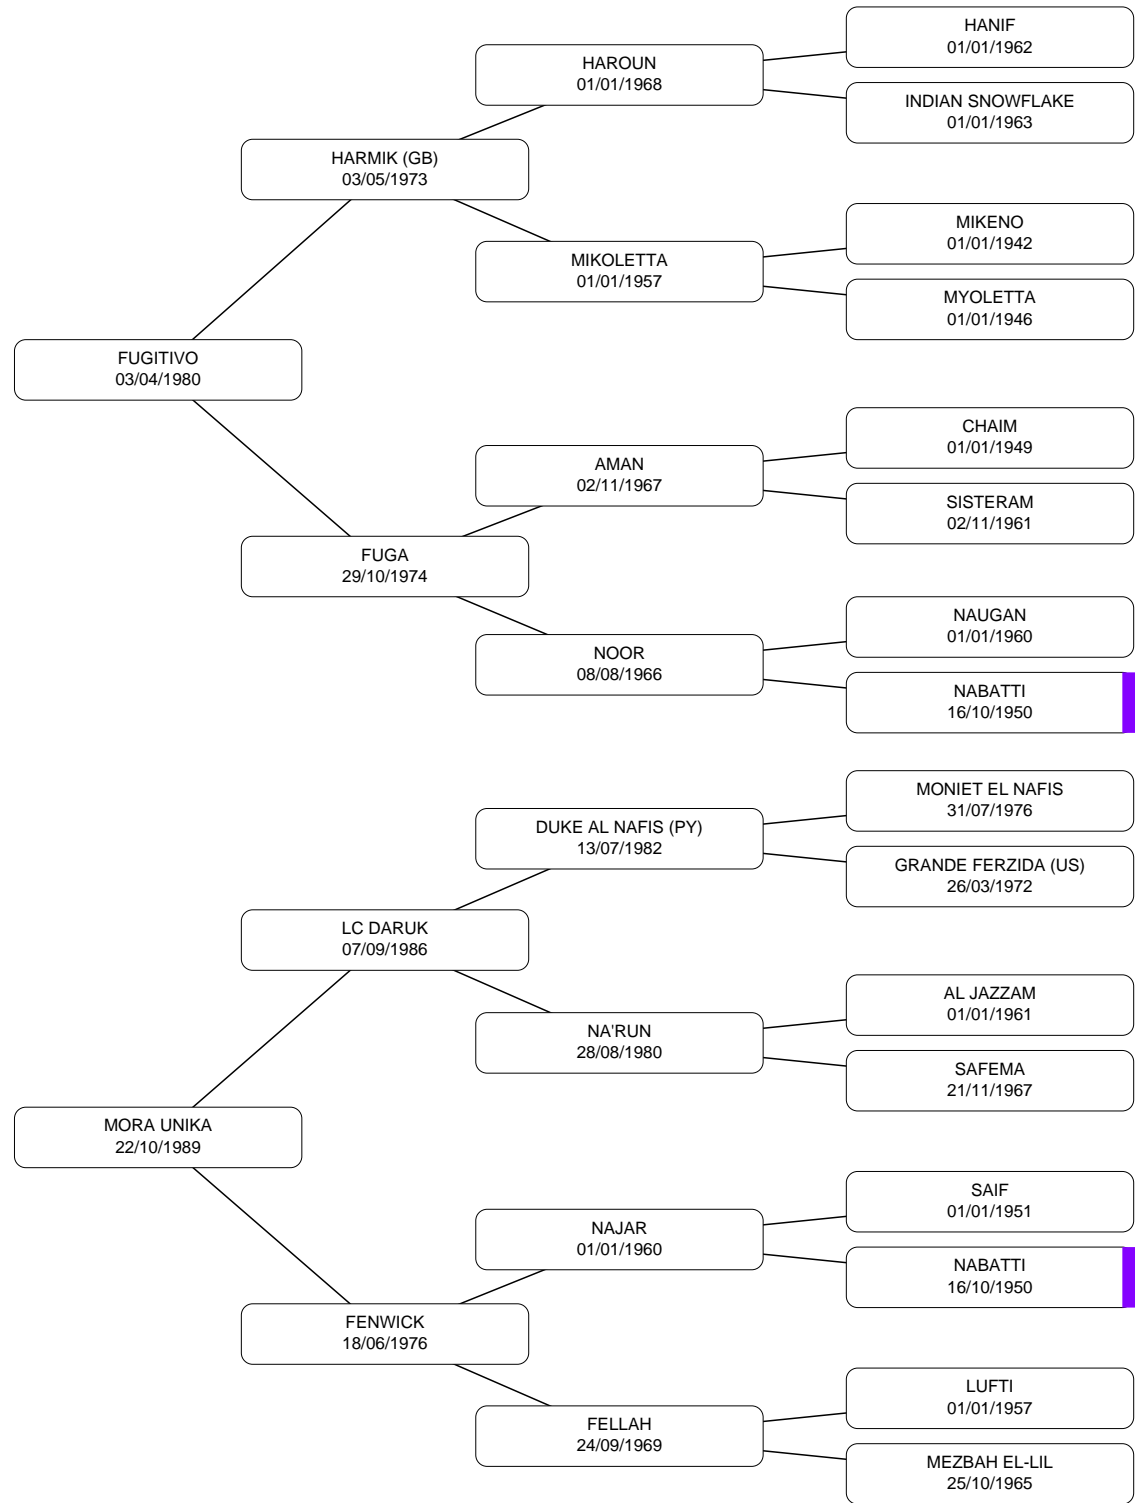 HANIF
01/01/1962
HAROUN
01/01/1968
INDIAN SNOWFLAKE
01/01/1963
HARMIK (GB)
03/05/1973
MIKENO
01/01/1942
MIKOLETTA
01/01/1957
MYOLETTA
01/01/1946
FUGITIVO
03/04/1980
CHAIM
01/01/1949
AMAN
02/11/1967
SISTERAM
02/11/1961
FUGA
29/10/1974
NAUGAN
01/01/1960
NOOR
08/08/1966
NABATTI
16/10/1950
MONIET EL NAFIS
31/07/1976
DUKE AL NAFIS (PY)
13/07/1982
GRANDE FERZIDA (US)
26/03/1972
LC DARUK
07/09/1986
AL JAZZAM
01/01/1961
NA'RUN
28/08/1980
SAFEMA
21/11/1967
MORA UNIKA
22/10/1989
SAIF
01/01/1951
NAJAR
01/01/1960
NABATTI
16/10/1950
FENWICK
18/06/1976
LUFTI
01/01/1957
FELLAH
24/09/1969
MEZBAH EL-LIL
25/10/1965